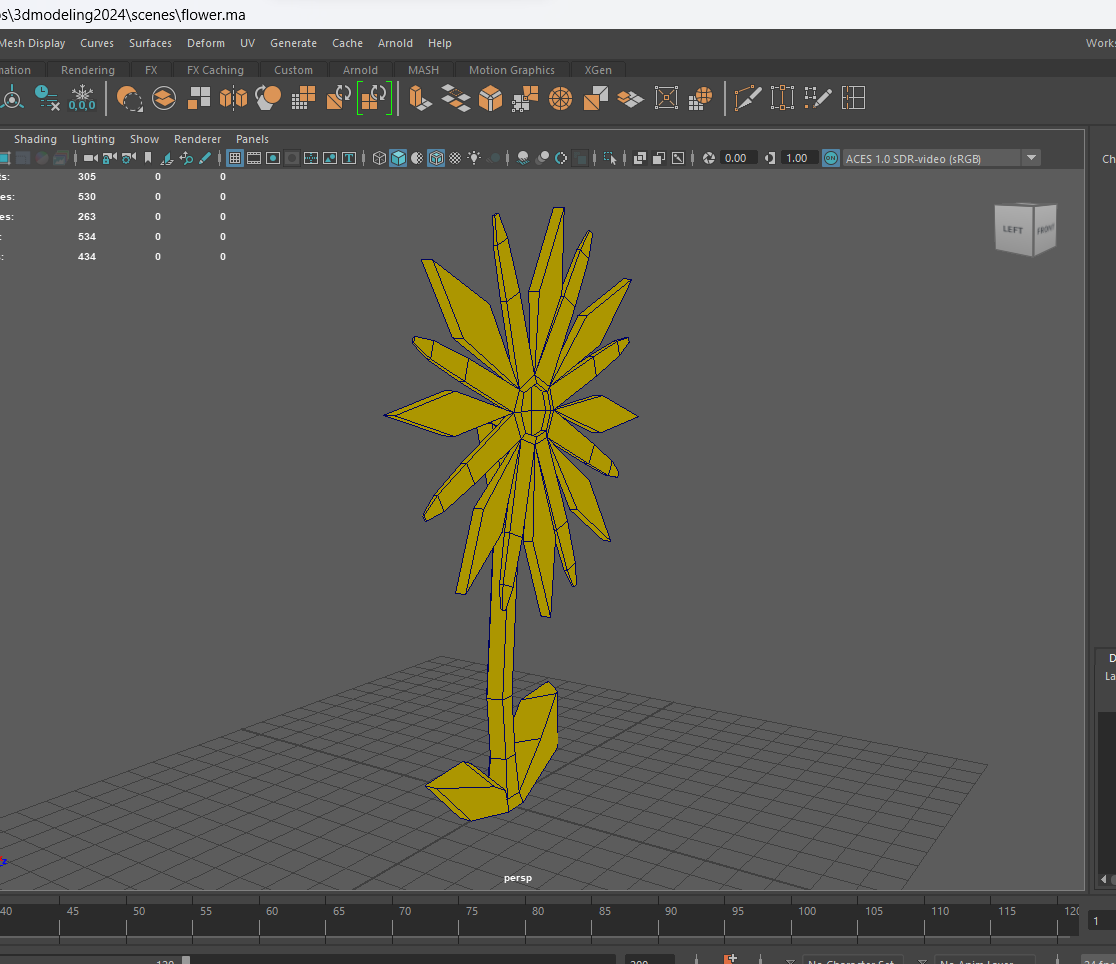 os\3dmodeling2024\scenes\flower.ma
Mesh Display Curves Surfaces Deform UV Generate Cache Arnold Help
Works
mation Rendering FX FX Caching Custom Arnold MASH Motion Graphics XGen
0,0,0
Shading Lighting Show Renderer Panels
T 0.00 1.00 ON ACES 1.0 SDR-video (sRGB)
Ch
ts: 305 0 0
es: 530 0 0
es: 263 0 0
: 534 0 0
s: 434 0 0
LEFT FRONT
D
La
z
persp
40 45 50 55 60 65 70 75 80 85 90 95 100 105 110 115 120
1
120 200 No Character Set No Anim Layer 24 fps